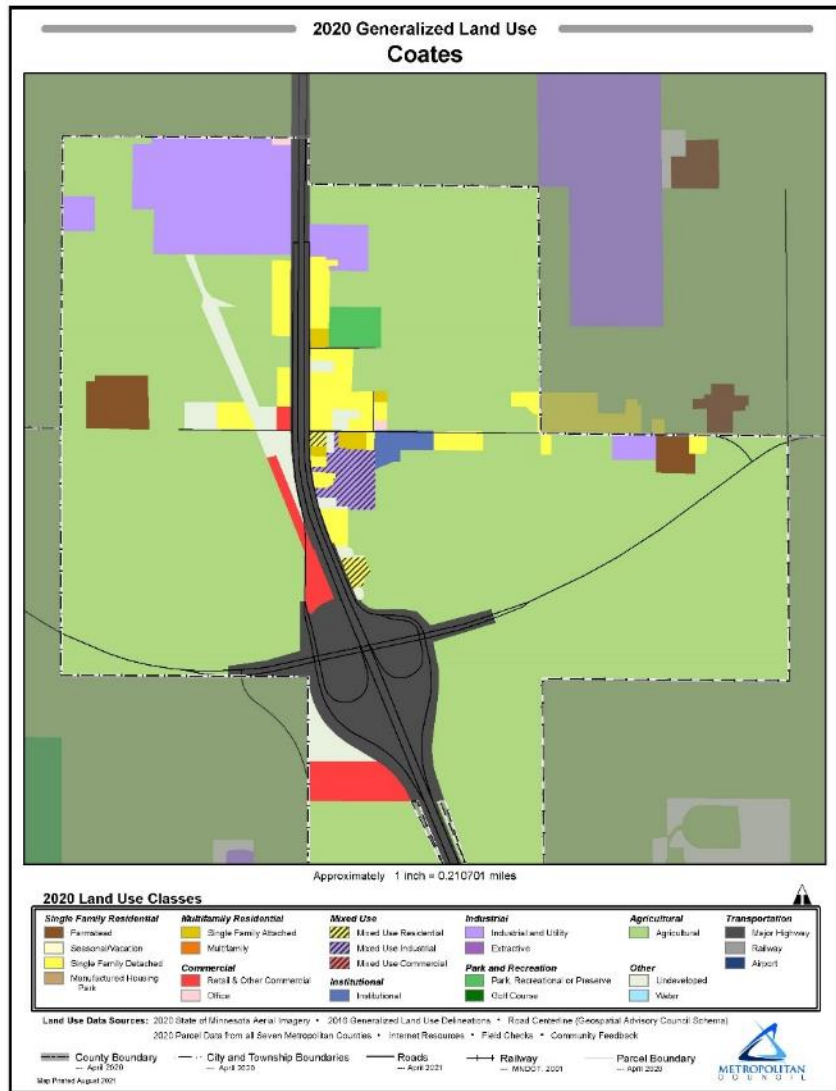 2020 Generalized Land Use
Coates
Approximately 1 inch = 0.210701 miles
2020 Land Use Classes
Single Family Residential
Farmstead
Seasonal/Vacation
Single Family Detached
Manufactured Housing
Park
Multifamily Residential
Single Family Attached
Multifamily
Commercial
Retail & Other Commercial
Office
Mixed Use
Mixed Use Residential
Mixed Use Industrial
Mixed Use Commercial
Institutional
Institutional
Industrial
Industrial and Utility
Extractive
Park and Recreation
Park, Recreational or Preserve
Golf Course
Agricultural
Agricultural
Other
Undeveloped
Water
Transportation
Major Highway
Railway
Airport
Land Use Data Sources: 2020 State of Minnesota Aerial Imagery • 2016 Generalized Land Use Delineations • Road Centerline (Geospatial Advisory Council Schema)
2020 Parcel Data from all Seven Metropolitan Counties • Internet Resources • Field Checks • Community Feedback
County Boundary
--- April 2020
City and Township Boundaries
--- April 2020
Roads
--- April 2021
Railway
--- MNDOT, 2001
Parcel Boundary
--- April 2020
Map Printed August 2021
METROPOLITAN
COUNCIL